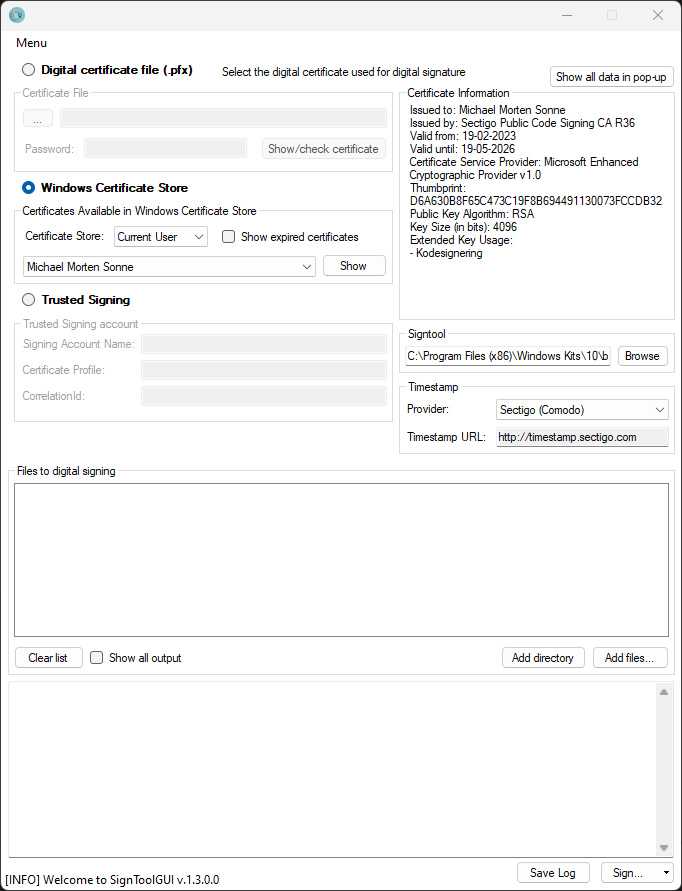 Menu
Digital certificate file (.pfx)
Select the digital certificate used for digital signature
Show all data in pop-up
Certificate File
...
Password:
Show/check certificate
Windows Certificate Store
Certificates Available in Windows Certificate Store
Certificate Store:
Current User
Show expired certificates
Michael Morten Sonne
Show
Trusted Signing
Trusted Signing account
Signing Account Name:
Certificate Profile:
CorrelationId:
Certificate Information
Issued to: Michael Morten Sonne
Issued by: Sectigo Public Code Signing CA R36
Valid from: 19-02-2023
Valid until: 19-05-2026
Certificate Service Provider: Microsoft Enhanced
Cryptographic Provider v1.0
Thumbprint:
D6A630B8F65C473C19F8B694491130073FCCDB32
Public Key Algorithm: RSA
Key Size (in bits): 4096
Extended Key Usage:
- Kodesignering
Signtool
C:\Program Files (x86)\Windows Kits\10\b
Browse
Timestamp
Provider:
Sectigo (Comodo)
Timestamp URL:
http://timestamp.sectigo.com
Files to digital signing
Clear list
Show all output
Add directory
Add files...
[INFO] Welcome to SignToolGUI v.1.3.0.0
Save Log
Sign...